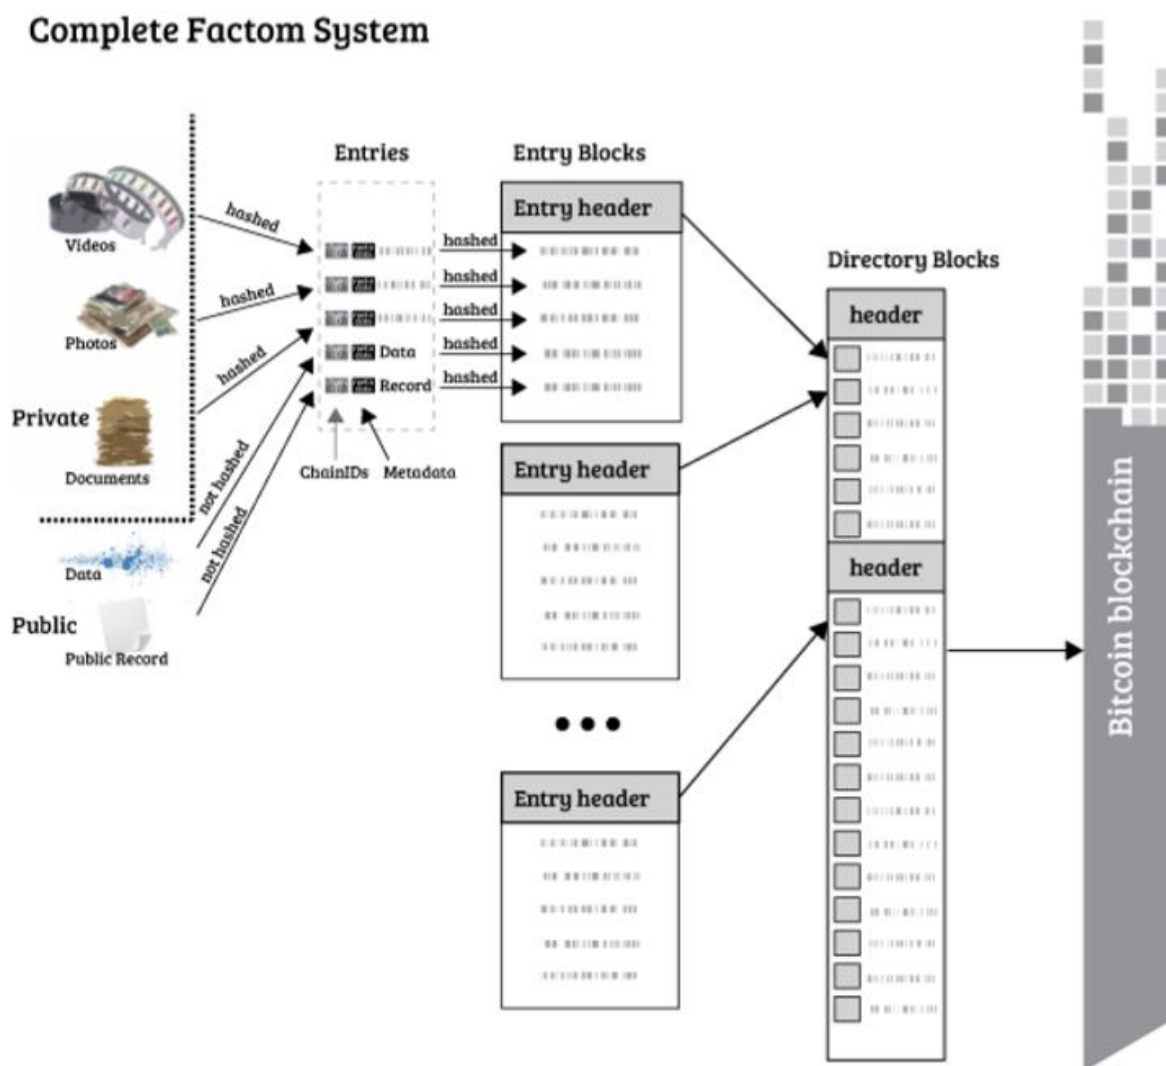 Complete Factom System
Entries
Entry Blocks
Directory Blocks
Videos
Photos
Private
Documents
Data
Public
Public Record
hashed
hashed
hashed
not hashed
not hashed
Data
Record
ChainIDs
Metadata
hashed
hashed
hashed
hashed
hashed
Entry header
Entry header
Entry header
header
header
Bitcoin blockchain